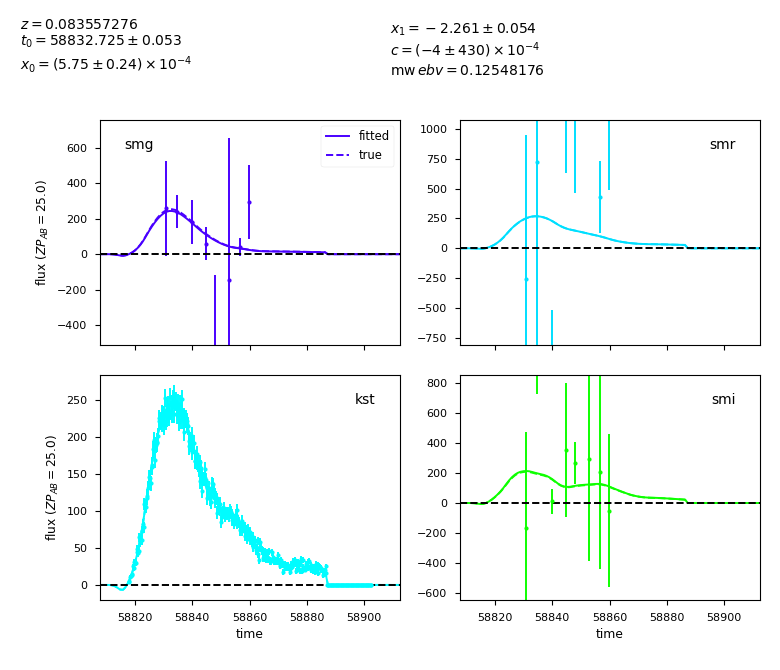 z = 0.083557276
t₀ = 58832.725 ± 0.053
x₀ = (5.75 ± 0.24) × 10⁻⁴
x₁ = −2.261 ± 0.054
c = (−4 ± 430) × 10⁻⁴
mw ebv = 0.12548176
smg
fitted
true
600
400
200
0
−200
−400
flux (ZP_AB = 25.0)
smr
1000
750
500
250
0
−250
−500
−750
kst
250
200
150
100
50
0
flux (ZP_AB = 25.0)
58820 58840 58860 58880 58900
time
smi
800
600
400
200
0
−200
−400
−600
58820 58840 58860 58880 58900
time